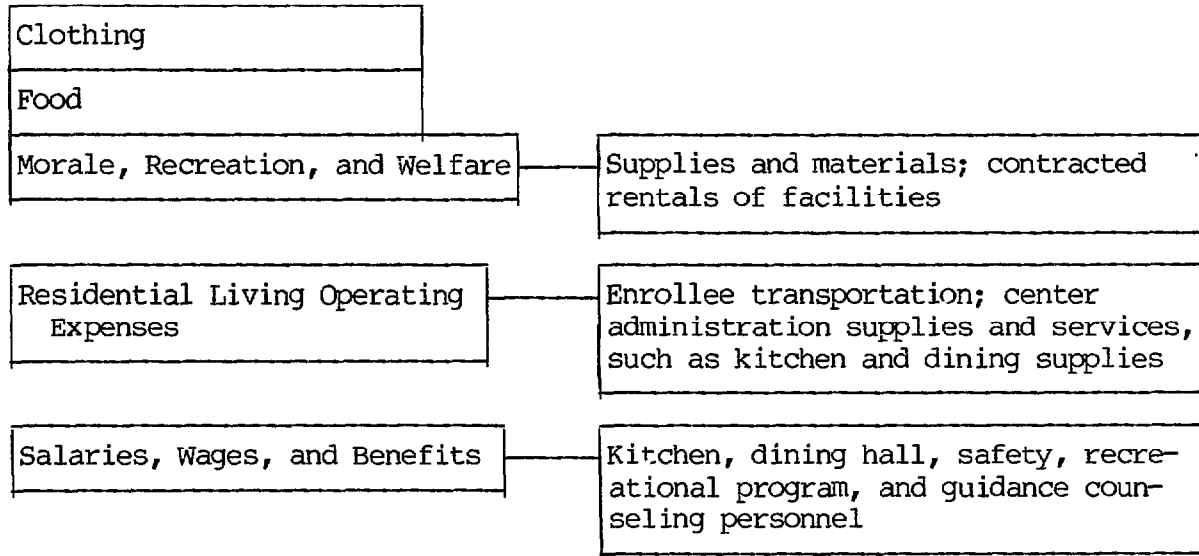 Clothing
Food
Morale, Recreation, and Welfare
Supplies and materials; contracted
rentals of facilities
Residential Living Operating
Expenses
Enrollee transportation; center
administration supplies and services,
such as kitchen and dining supplies
Salaries, Wages, and Benefits
Kitchen, dining hall, safety, recre-
ational program, and guidance coun-
seling personnel